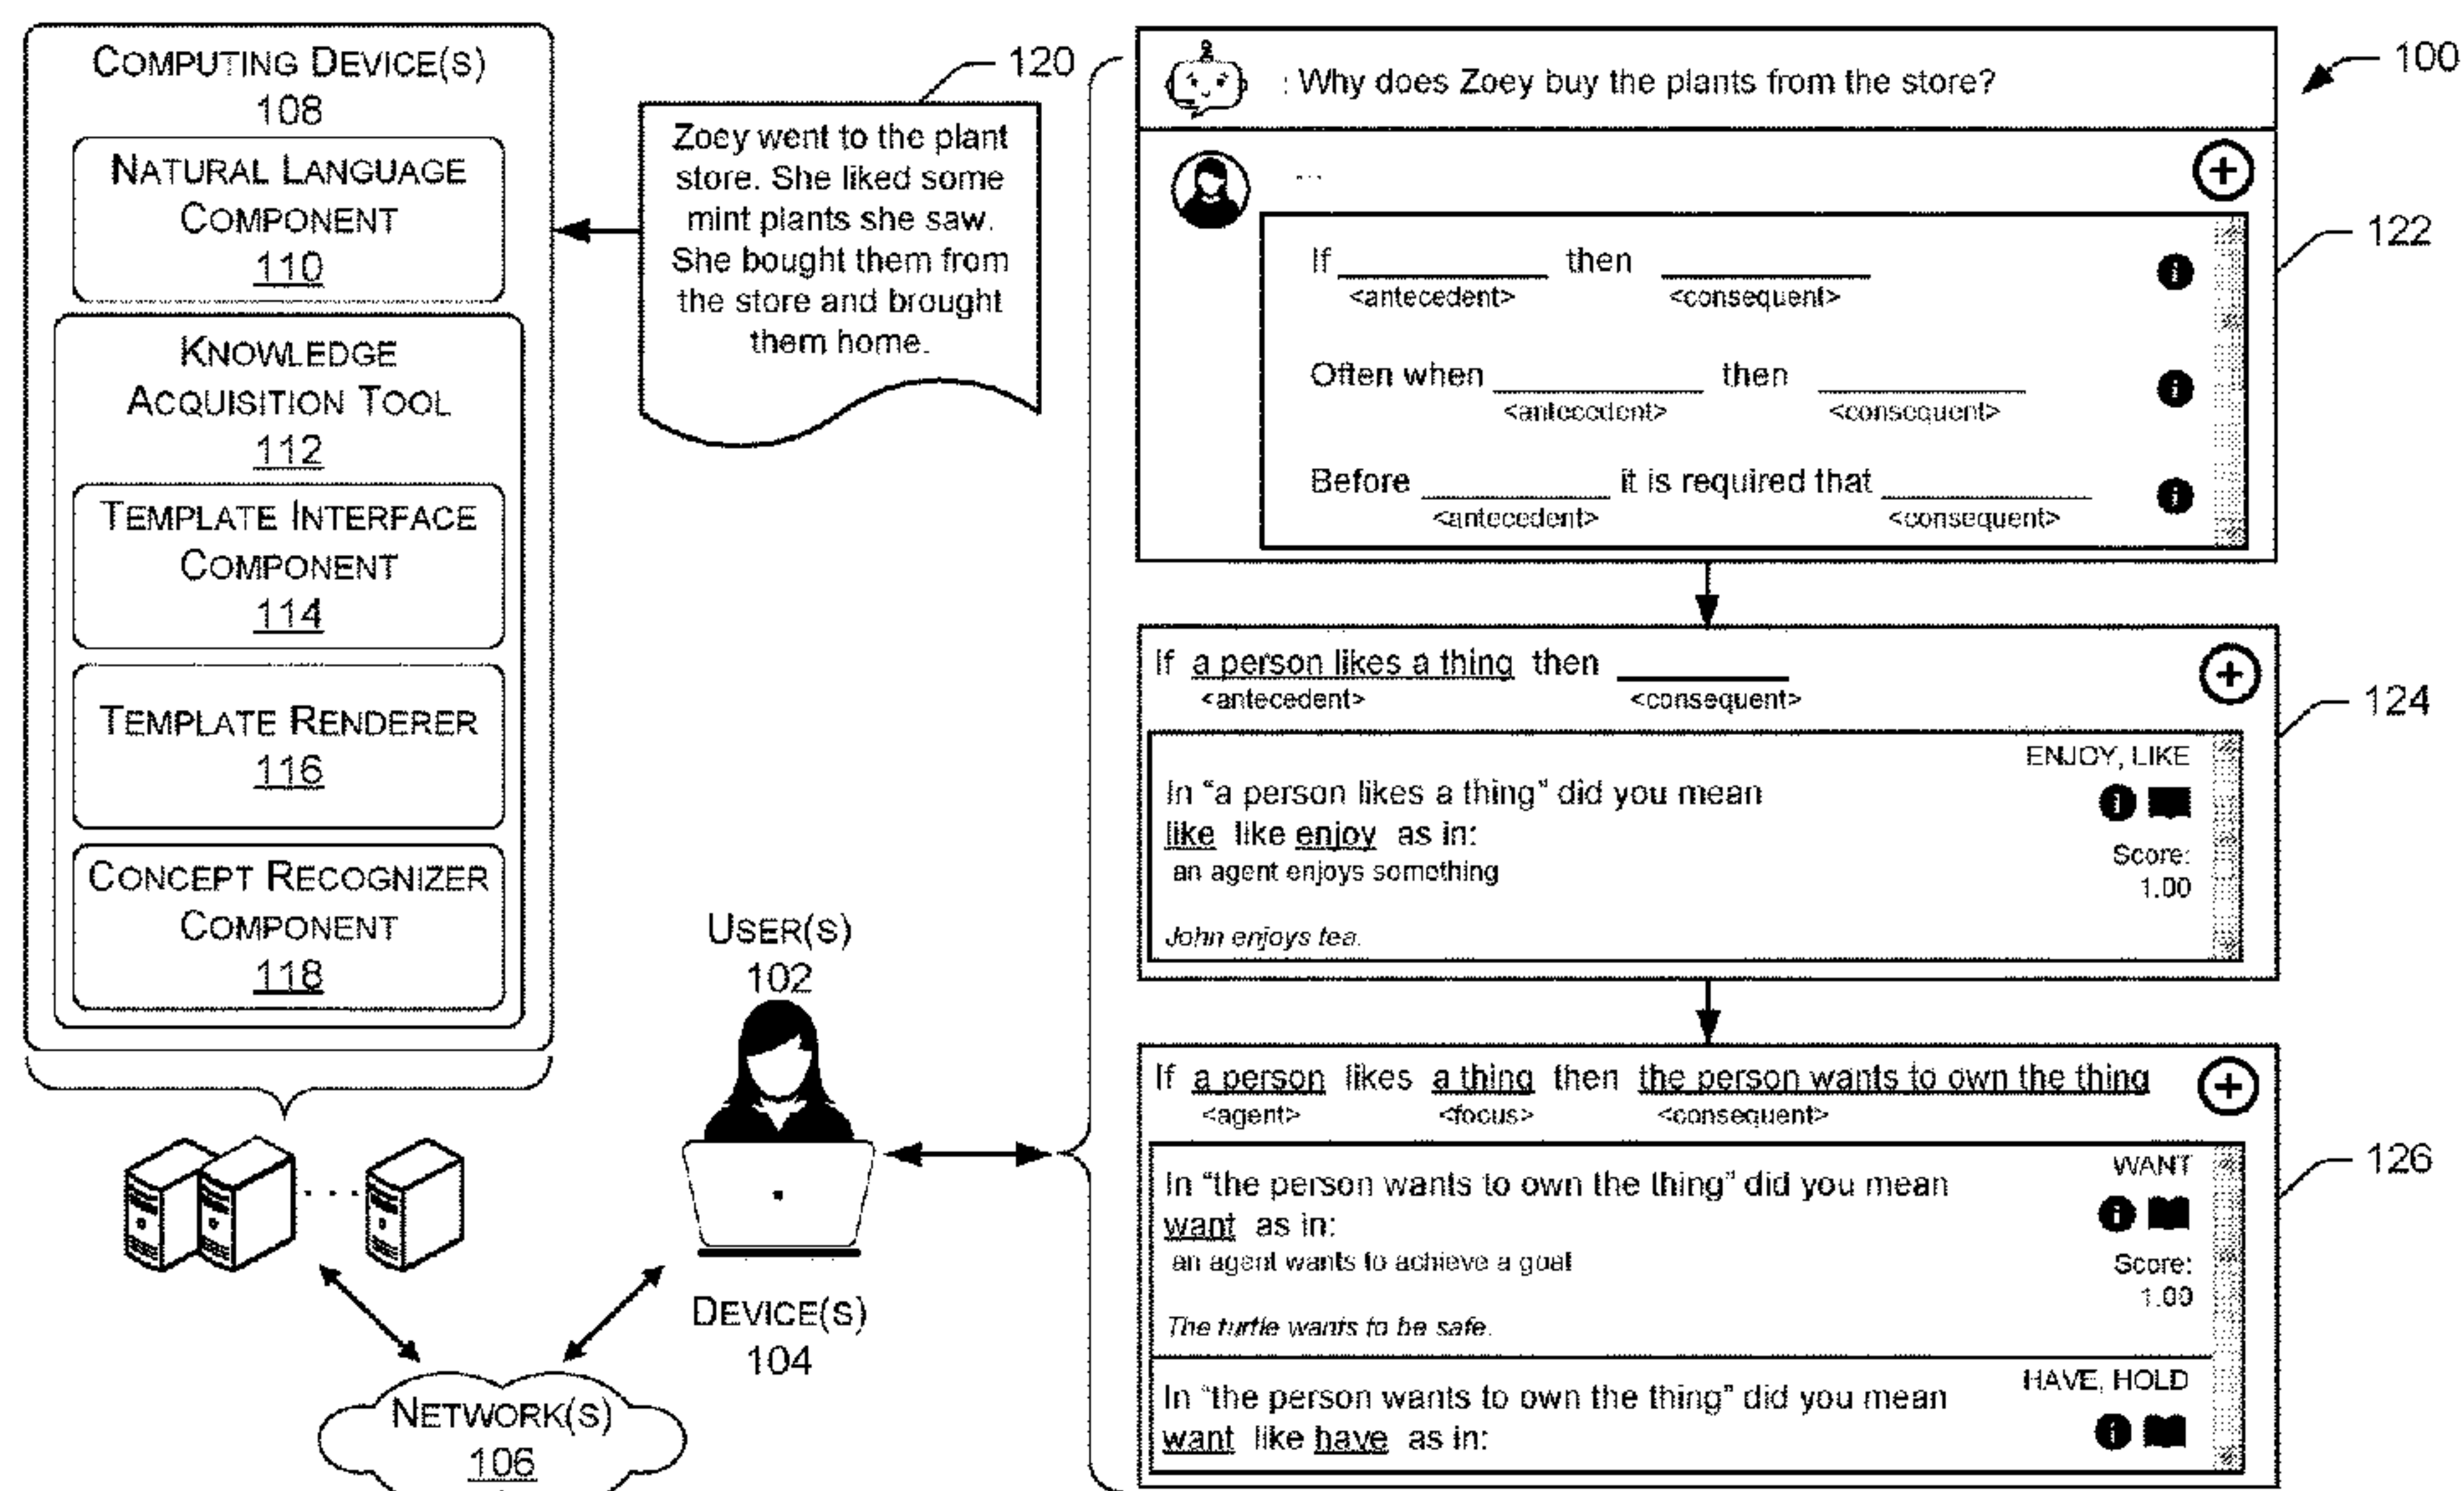 COMPUTING DEVICE(S)
108
NATURAL LANGUAGE
COMPONENT
110
KNOWLEDGE
ACQUISITION TOOL
112
TEMPLATE INTERFACE
COMPONENT
114
TEMPLATE RENDERER
116
CONCEPT RECOGNIZER
COMPONENT
118
120
Zoey went to the plant
store. She liked some
mint plants she saw.
She bought them from
the store and brought
them home.
USER(S)
102
DEVICE(S)
104
NETWORK(S)
106
100
: Why does Zoey buy the plants from the store?
...
122
If ____ then ____
<antecedent> <consequent>
Often when ____ then ____
<antecedent> <consequent>
Before ____ it is required that ____
<antecedent> <consequent>
124
If a person likes a thing then ____
<antecedent> <consequent>
ENJOY, LIKE
In “a person likes a thing” did you mean
like like enjoy as in:
an agent enjoys something
Score:
1.00
John enjoys tea.
126
If a person likes a thing then the person wants to own the thing
<agent> <focus> <consequent>
WANT
In “the person wants to own the thing” did you mean
want as in:
an agent wants to achieve a goal
Score:
1.00
The turtle wants to be safe.
HAVE, HOLD
In “the person wants to own the thing” did you mean
want like have as in: